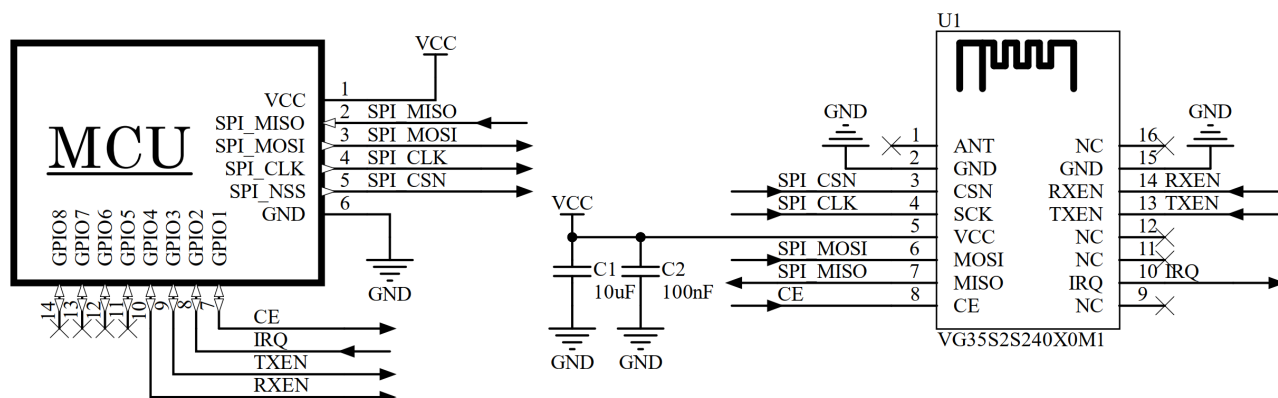 VCC
1
VCC
2
SPI_MISO
SPI_MISO
3
SPI_MOSI
SPI_MOSI
4
SPI_CLK
SPI_CLK
5
SPI_NSS
SPI_CSN
6
GND
MCU
GPIO8
GPIO7
GPIO6
GPIO5
GPIO4
GPIO3
GPIO2
GPIO1
14
13
12
11
10
9
8
7
GND
CE
IRQ
TXEN
RXEN
U1
GND
1 ANT
2 GND
SPI_CSN 3 CSN
SPI_CLK 4 SCK
VCC
5 VCC
SPI_MOSI 6 MOSI
SPI_MISO 7 MISO
CE 8 CE
C1
10uF
C2
100nF
GND
GND
GND
NC 16
GND 15
RXEN 14 RXEN
TXEN 13 TXEN
NC 12
NC 11
IRQ 10 IRQ
NC 9
VG35S2S240X0M1